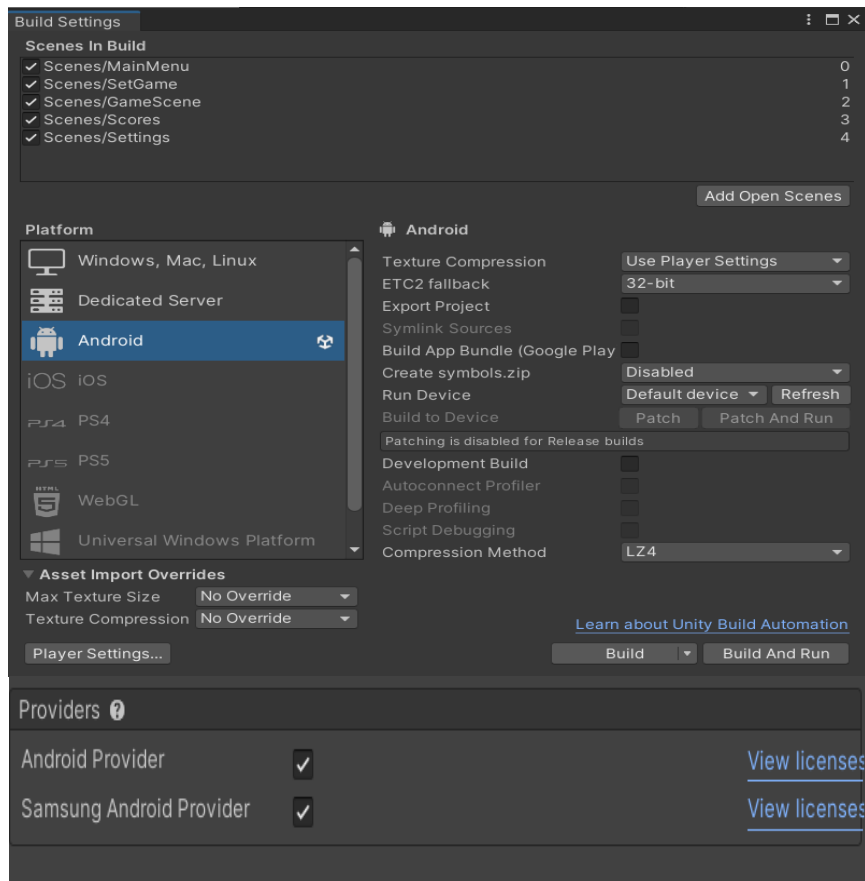 Build Settings
Scenes In Build
Scenes/MainMenu 0
Scenes/SetGame 1
Scenes/GameScene 2
Scenes/Scores 3
Scenes/Settings 4
Add Open Scenes
Platform
Windows, Mac, Linux
Dedicated Server
Android
iOS iOS
PS4 PS4
PS5 PS5
HTML 5 WebGL
Universal Windows Platform
Android
Texture Compression Use Player Settings
ETC2 fallback 32-bit
Export Project
Symlink Sources
Build App Bundle (Google Play
Create symbols.zip Disabled
Run Device Default device Refresh
Build to Device Patch Patch And Run
Patching is disabled for Release builds
Development Build
Autoconnect Profiler
Deep Profiling
Script Debugging
Compression Method LZ4
Asset Import Overrides
Max Texture Size No Override
Texture Compression No Override
Learn about Unity Build Automation
Player Settings... Build Build And Run
Providers ?
Android Provider View licenses
Samsung Android Provider View licenses